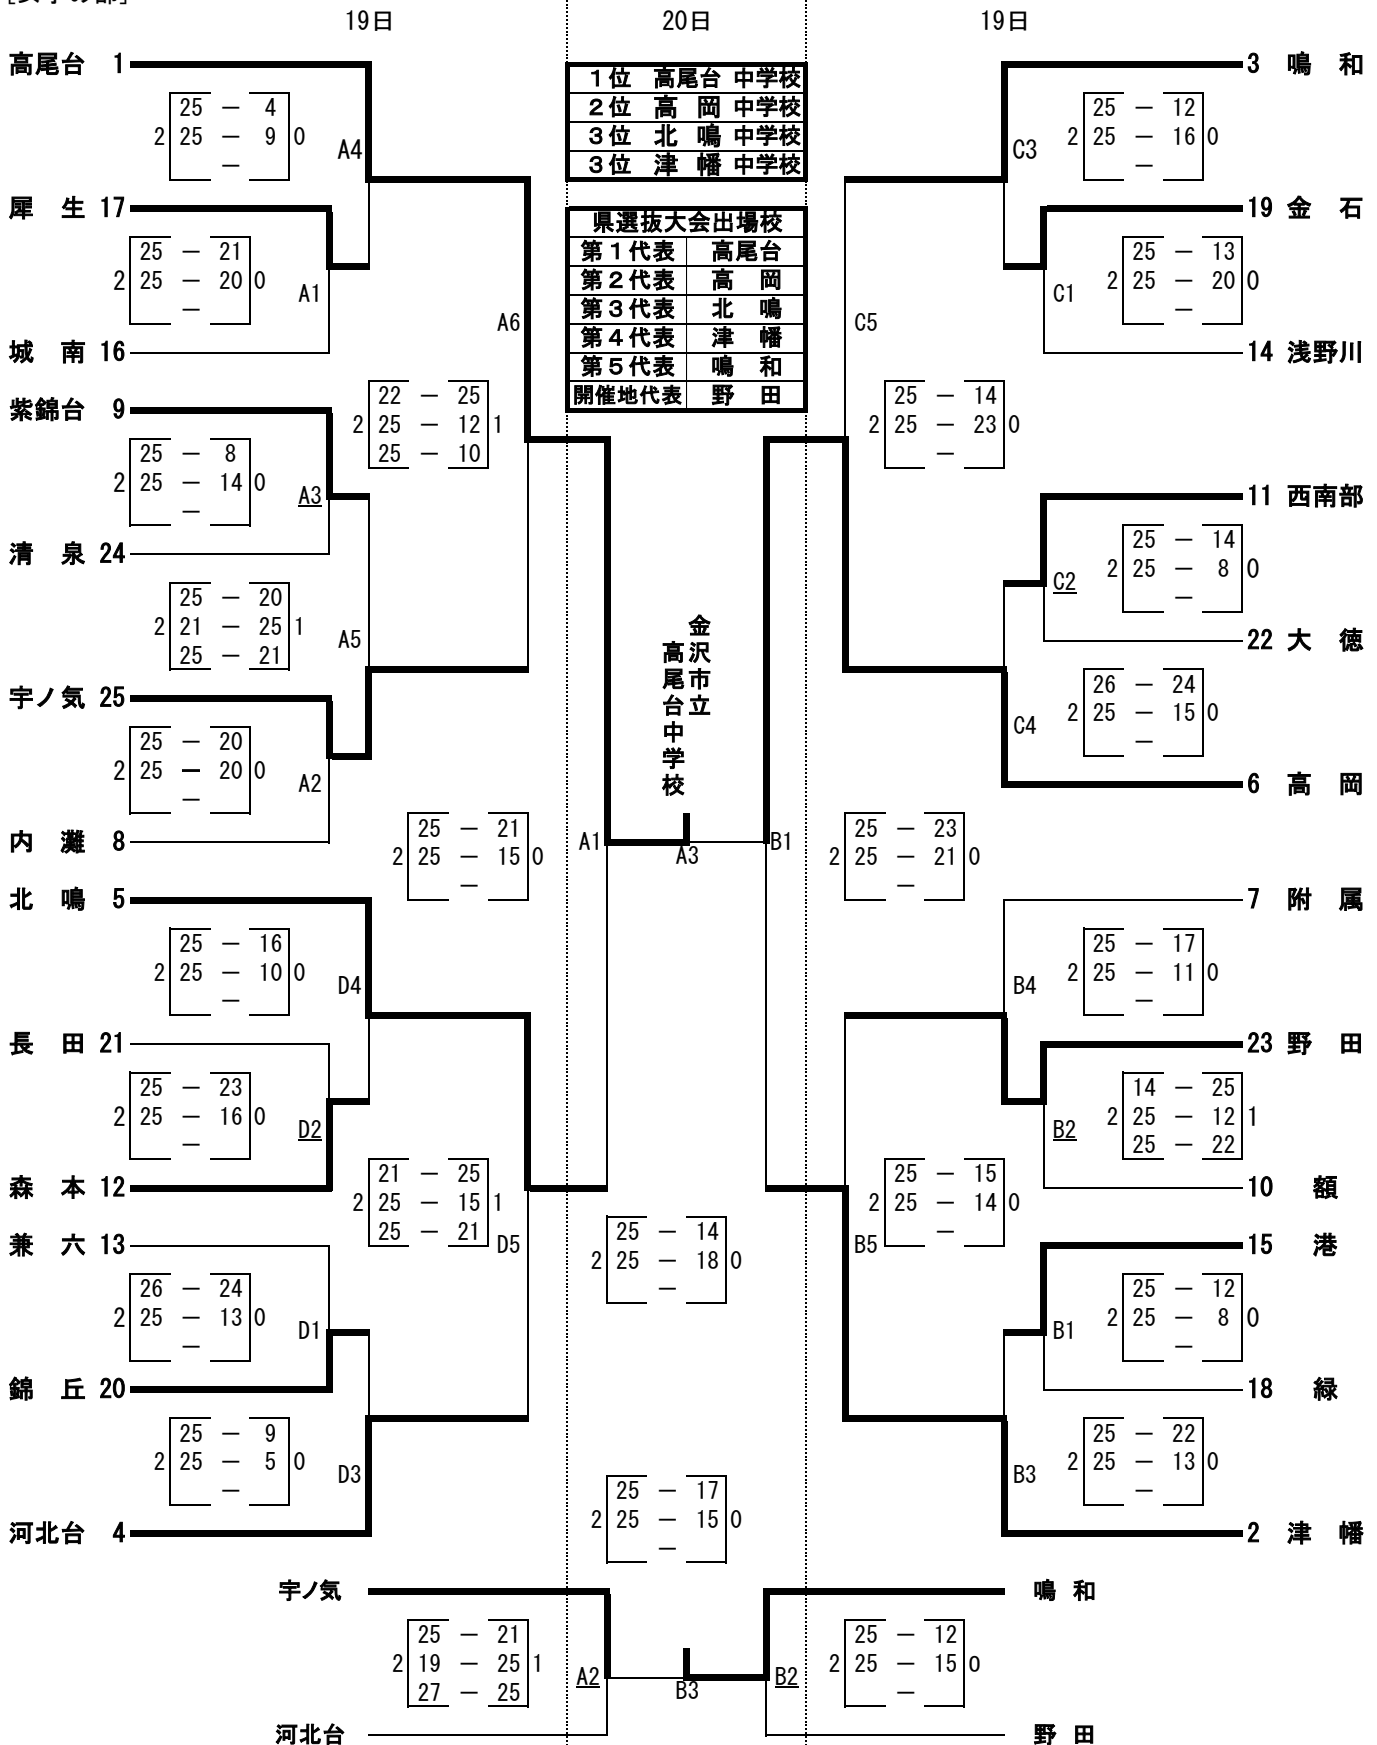 19日
20日
19日
高尾台 1
25 － 4
2 25 － 9 0
－
A4
犀 生 17
25 － 21
2 25 － 20 0
－
A1
城 南 16
紫錦台 9
25 － 8
2 25 － 14 0
－
A3
清 泉 24
25 － 20
2 21 － 25 1
25 － 21
A5
宇ノ気 25
25 － 20
2 25 － 20 0
－
A2
内 灘 8
A6
22 － 25
2 25 － 12 1
25 － 10
25 － 21
2 25 － 15 0
－
A1
北 鳴 5
25 － 16
2 25 － 10 0
－
D4
長 田 21
25 － 23
2 25 － 16 0
－
D2
森 本 12
21 － 25
2 25 － 15 1
25 － 21
D5
兼 六 13
26 － 24
2 25 － 13 0
－
D1
錦 丘 20
25 － 9
2 25 － 5 0
－
D3
河北台 4
1位 高尾台 中学校
2位 高 岡 中学校
3位 北 鳴 中学校
3位 津 幡 中学校
県選抜大会出場校
第1代表 高尾台
第2代表 高 岡
第3代表 北 鳴
第4代表 津 幡
第5代表 鳴 和
開催地代表 野 田
金沢市立
高尾台中学校
A3
25 － 14
2 25 － 18 0
－
25 － 17
2 25 － 15 0
－
3 鳴 和
25 － 12
2 25 － 16 0
－
C3
19 金 石
25 － 13
2 25 － 20 0
－
C1
14 浅野川
C5
25 － 14
2 25 － 23 0
－
11 西南部
25 － 14
2 25 － 8 0
－
C2
22 大 徳
26 － 24
2 25 － 15 0
－
C4
6 高 岡
B1
25 － 23
2 25 － 21 0
－
7 附 属
25 － 17
2 25 － 11 0
－
B4
23 野 田
14 － 25
2 25 － 12 1
25 － 22
B2
10 額
25 － 15
2 25 － 14 0
－
B5
15 港
25 － 12
2 25 － 8 0
－
B1
18 緑
25 － 22
2 25 － 13 0
－
B3
2 津 幡
宇ノ気
25 － 21
2 19 － 25 1
27 － 25
A2
河北台
B3
鳴 和
25 － 12
2 25 － 15 0
－
B2
野 田